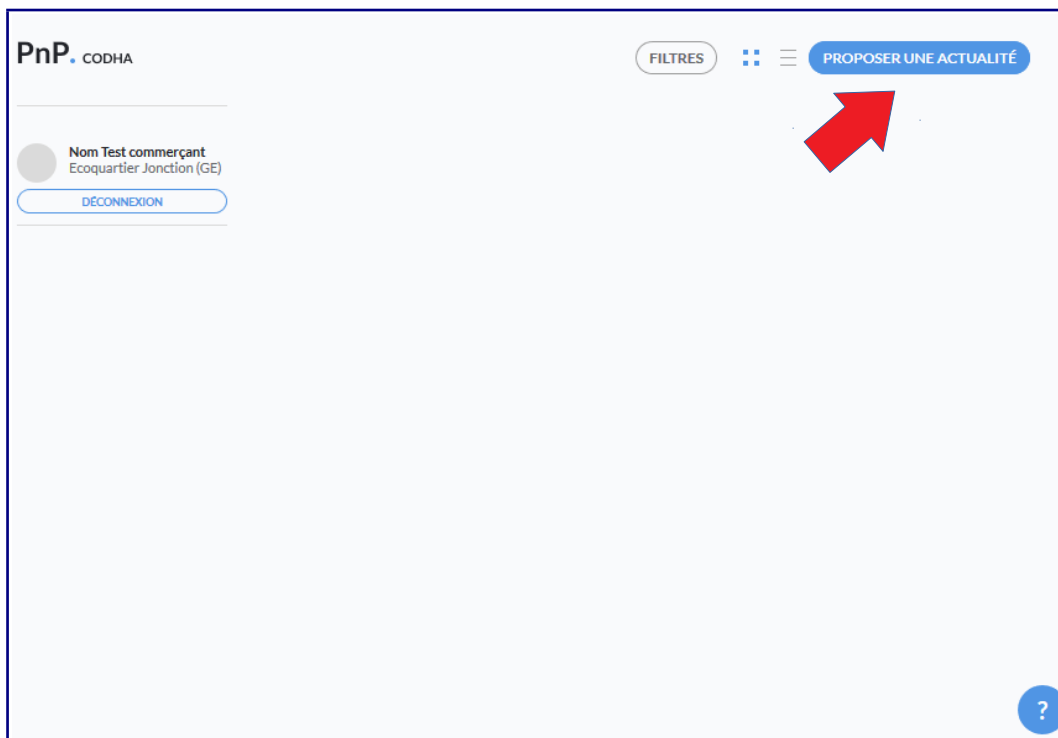 PnP. CODHA
FILTRES
PROPOSER UNE ACTUALITÉ
Nom Test commerçant
Ecoquartier Jonction (GE)
DÉCONNEXION
?